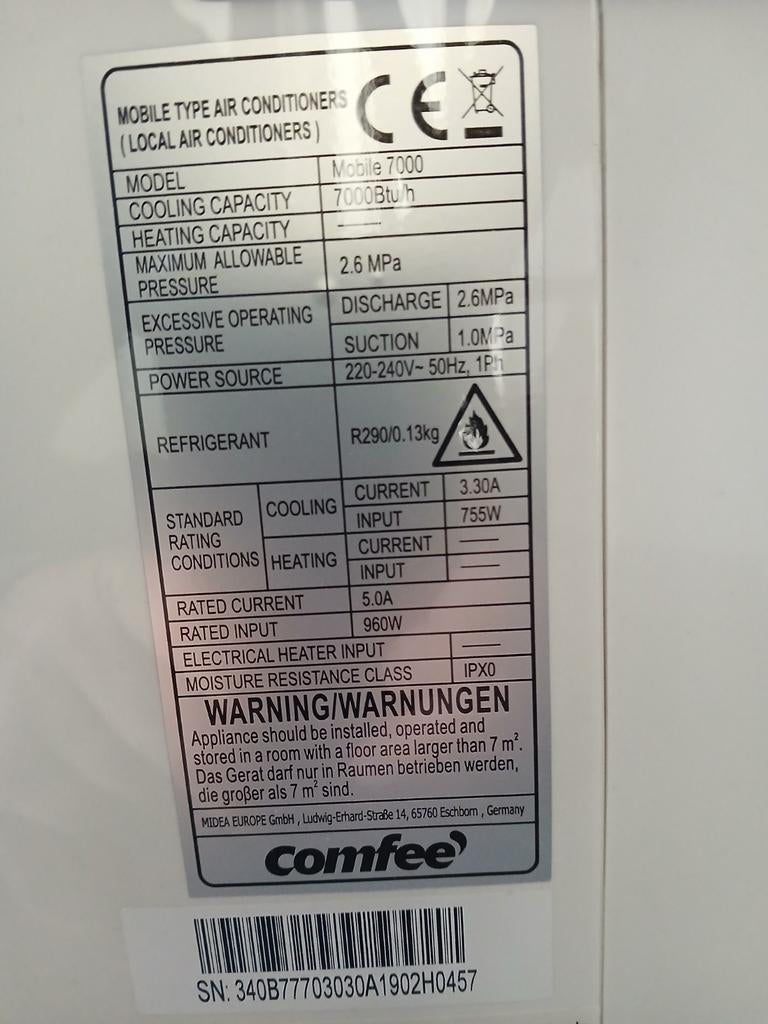 MOBILE TYPE AIR CONDITIONERS
( LOCAL AIR CONDITIONERS )
CE
MODEL Mobile 7000
COOLING CAPACITY 7000Btu/h
HEATING CAPACITY ——
MAXIMUM ALLOWABLE PRESSURE 2.6 MPa
EXCESSIVE OPERATING PRESSURE DISCHARGE 2.6MPa
SUCTION 1.0MPa
POWER SOURCE 220-240V~ 50Hz, 1Ph
REFRIGERANT R290/0.13kg
STANDARD RATING CONDITIONS COOLING CURRENT 3.30A
INPUT 755W
HEATING CURRENT ——
INPUT ——
RATED CURRENT 5.0A
RATED INPUT 960W
ELECTRICAL HEATER INPUT ——
MOISTURE RESISTANCE CLASS IPX0
WARNING/WARNUNGEN
Appliance should be installed, operated and
stored in a room with a floor area larger than 7 m².
Das Gerat darf nur in Raumen betrieben werden,
die großer als 7 m² sind.
MIDEA EUROPE GmbH , Ludwig-Erhard-Straße 14, 65760 Eschborn , Germany
comfee'
SN: 340B77703030A1902H0457